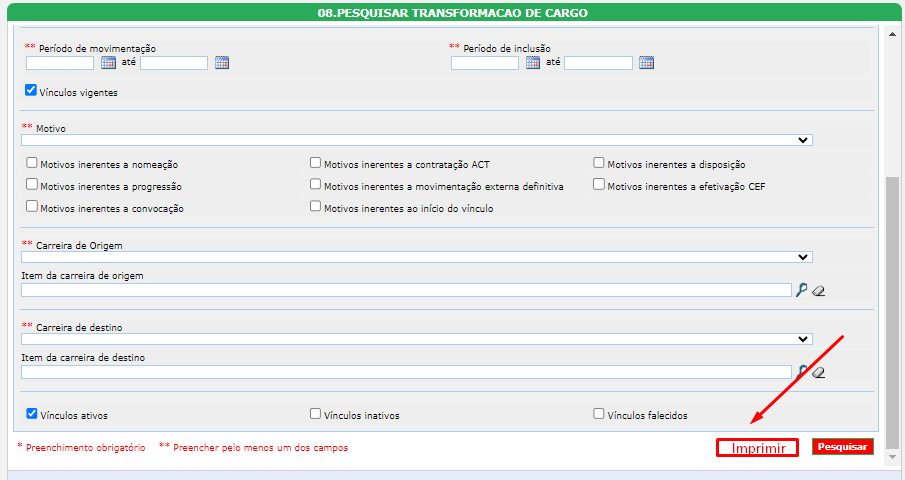 08.PESQUISAR TRANSFORMACAO DE CARGO
** Período de movimentação ** Período de inclusão
até até
Vínculos vigentes
** Motivo
Motivos inerentes a nomeação Motivos inerentes a contratação ACT Motivos inerentes a disposição
Motivos inerentes a progressão Motivos inerentes a movimentação externa definitiva Motivos inerentes a efetivação CEF
Motivos inerentes a convocação Motivos inerentes ao início do vínculo
** Carreira de Origem
Item da carreira de origem
** Carreira de destino
Item da carreira de destino
Vínculos ativos Vínculos inativos Vínculos falecidos
* Preenchimento obrigatório ** Preencher pelo menos um dos campos Imprimir Pesquisar